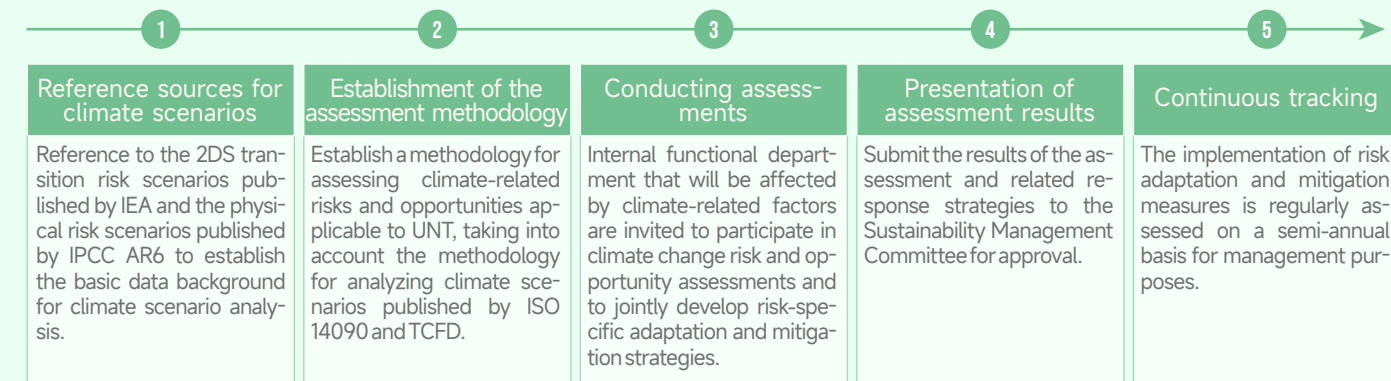 1
2
3
4
5
Reference sources for
climate scenarios
Reference to the 2DS tran-
sition risk scenarios pub-
lished by IEA and the physi-
cal risk scenarios published
by IPCC AR6 to establish
the basic data background
for climate scenario analy-
sis.
Establishment of the
assessment methodology
Establish a methodology for
assessing climate-related
risks and opportunities ap-
plicable to UNT, taking into
account the methodology
for analyzing climate sce-
narios published by ISO
14090 and TCFD.
Conducting assess-
ments
Internal functional depart-
ment that will be affected
by climate-related factors
are invited to participate in
climate change risk and op-
portunity assessments and
to jointly develop risk-spe-
cific adaptation and mitiga-
tion strategies.
Presentation of
assessment results
Submit the results of the as-
sessment and related re-
sponse strategies to the
Sustainability Management
Committee for approval.
Continuous tracking
The implementation of risk
adaptation and mitigation
measures is regularly as-
sessed on a semi-annual
basis for management pur-
poses.